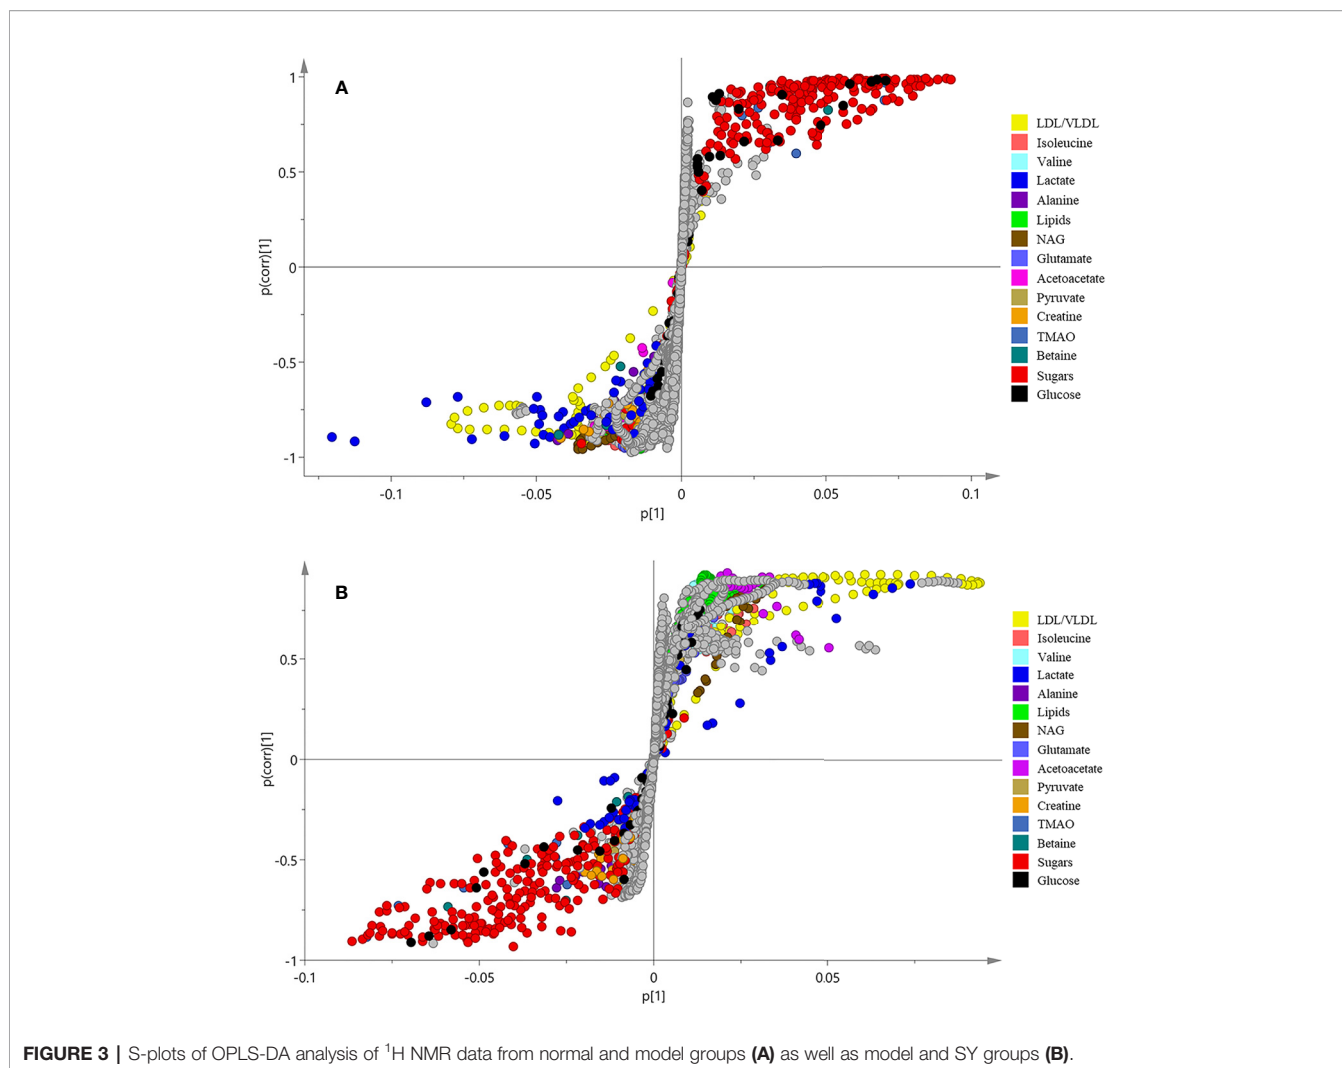 A
1
0.5
0
-0.5
-1
p(corr)[1]
-0.1
-0.05
0
0.05
0.1
p[1]
LDL/VLDL
Isoleucine
Valine
Lactate
Alanine
Lipids
NAG
Glutamate
Acetoacetate
Pyruvate
Creatine
TMAO
Betaine
Sugars
Glucose
B
0.5
0
-0.5
-1
p(corr)[1]
-0.1
-0.05
0
0.05
p[1]
LDL/VLDL
Isoleucine
Valine
Lactate
Alanine
Lipids
NAG
Glutamate
Acetoacetate
Pyruvate
Creatine
TMAO
Betaine
Sugars
Glucose
FIGURE 3 | S-plots of OPLS-DA analysis of ¹H NMR data from normal and model groups (A) as well as model and SY groups (B).